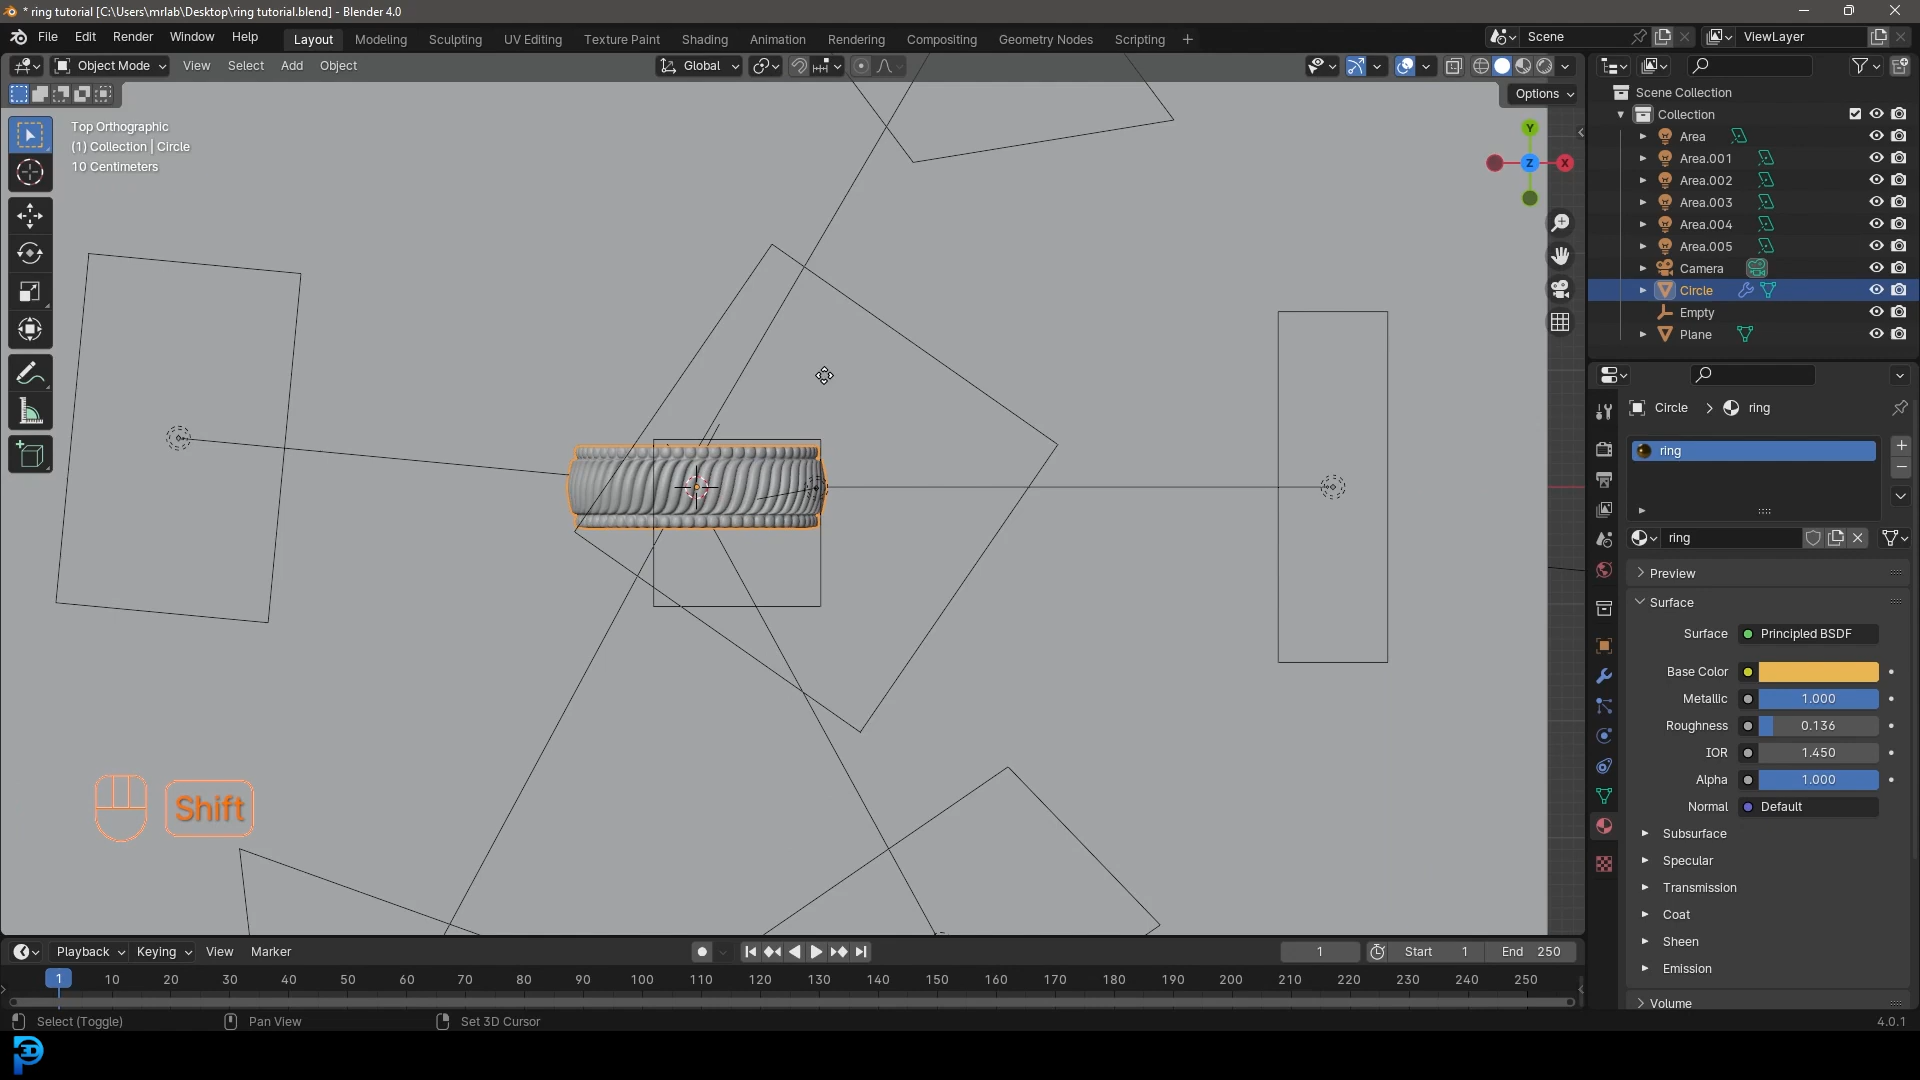 * ring tutorial [C:\Users\mrlab\Desktop\ring tutorial.blend] - Blender 4.0
File Edit Render Window Help Layout Modeling Sculpting UV Editing Texture Paint Shading Animation Rendering Compositing Geometry Nodes Scripting + Scene ViewLayer
Object Mode View Select Add Object Global
Options
Top Orthographic
(1) Collection | Circle
10 Centimeters
Y
Z
X
Shift
Scene Collection
Collection
Area
Area.001
Area.002
Area.003
Area.004
Area.005
Camera
Circle
Empty
Plane
Circle > ring
ring
ring
Preview
Surface
Surface Principled BSDF
Base Color
Metallic 1.000
Roughness 0.136
IOR 1.450
Alpha 1.000
Normal Default
Subsurface
Specular
Transmission
Coat
Sheen
Emission
Volume
Playback Keying View Marker 1 Start 1 End 250
1 10 20 30 40 50 60 70 80 90 100 110 120 130 140 150 160 170 180 190 200 210 220 230 240 250
Select (Toggle) Pan View Set 3D Cursor 4.0.1
3D